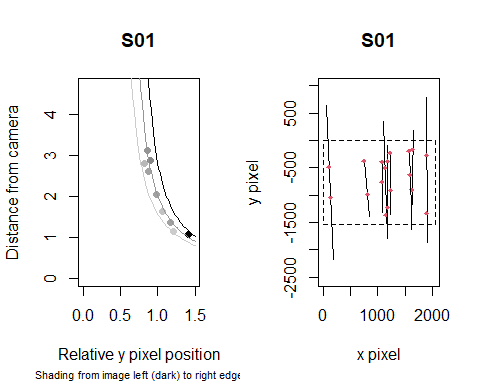 S01
Distance from camera
4
3
2
1
0
0.0 0.5 1.0 1.5
Relative y pixel position
Shading from image left (dark) to right edge
S01
y pixel
500
-500
-1500
-2500
0 1000 2000
x pixel